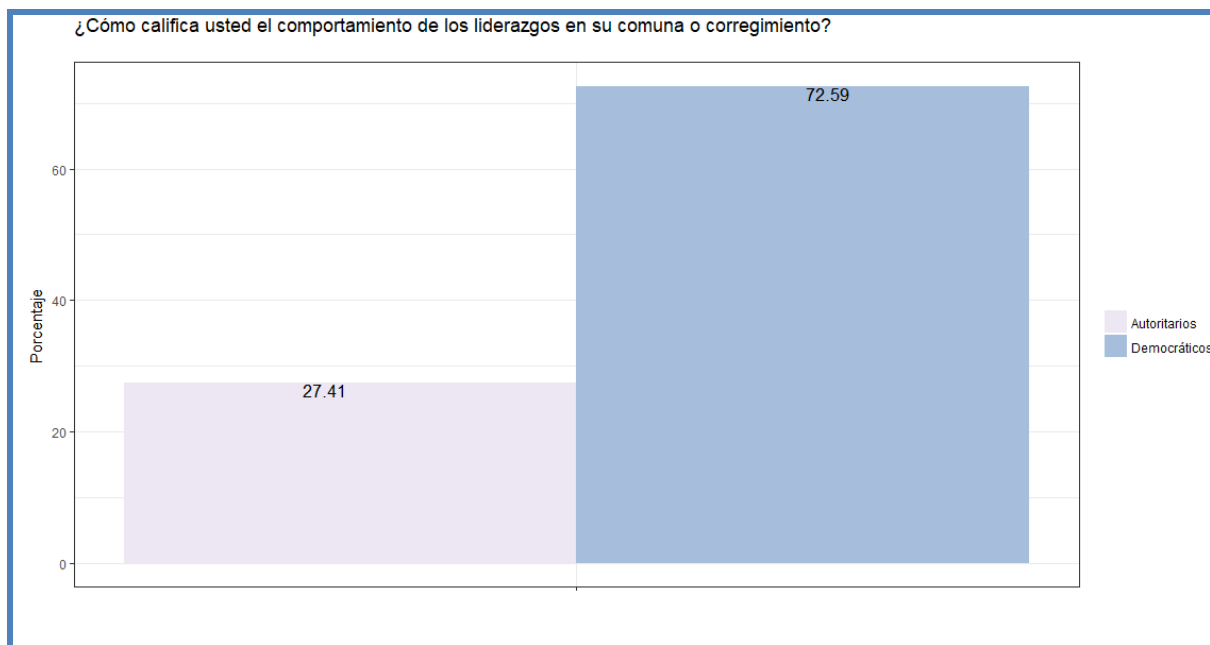 ¿Cómo califica usted el comportamiento de los liderazgos en su comuna o corregimiento?
72.59
60
40
Porcentaje
Autoritarios
Democráticos
27.41
20
0